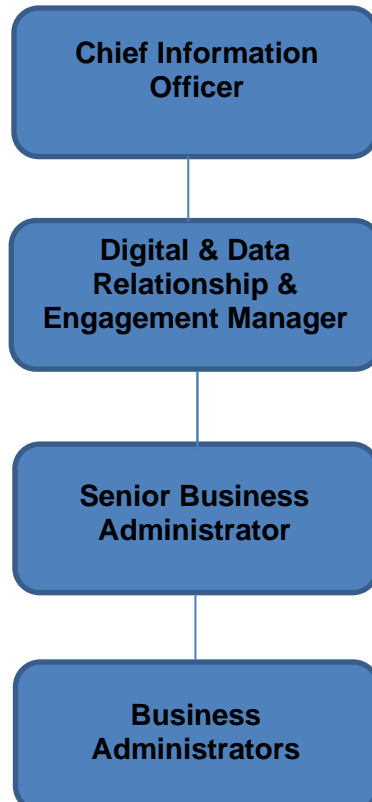 Chief Information
Officer
Digital & Data
Relationship &
Engagement Manager
Senior Business
Administrator
Business
Administrators